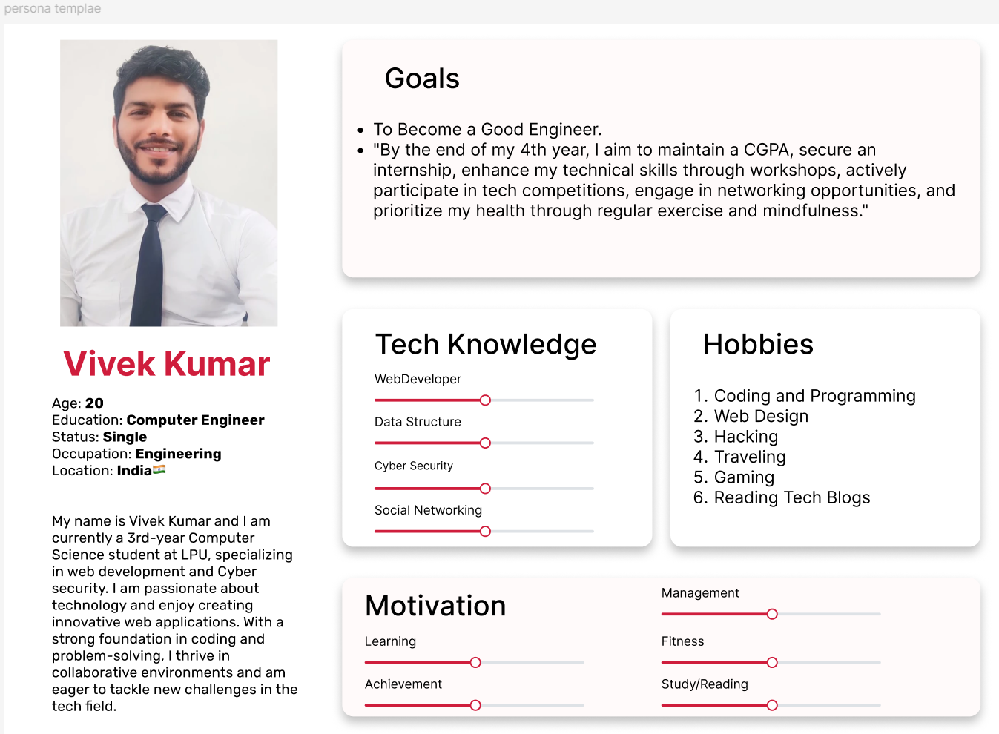 persona templae
Vivek Kumar
Age: 20
Education: Computer Engineer
Status: Single
Occupation: Engineering
Location: India🇮🇳
My name is Vivek Kumar and I am
currently a 3rd-year Computer
Science student at LPU, specializing
in web development and Cyber
security. I am passionate about
technology and enjoy creating
innovative web applications. With a
strong foundation in coding and
problem-solving, I thrive in
collaborative environments and am
eager to tackle new challenges in the
tech field.
Goals
• To Become a Good Engineer.
• "By the end of my 4th year, I aim to maintain a CGPA, secure an
internship, enhance my technical skills through workshops, actively
participate in tech competitions, engage in networking opportunities, and
prioritize my health through regular exercise and mindfulness."
Tech Knowledge
WebDeveloper
Data Structure
Cyber Security
Social Networking
Hobbies
1. Coding and Programming
2. Web Design
3. Hacking
4. Traveling
5. Gaming
6. Reading Tech Blogs
Motivation
Learning
Achievement
Management
Fitness
Study/Reading